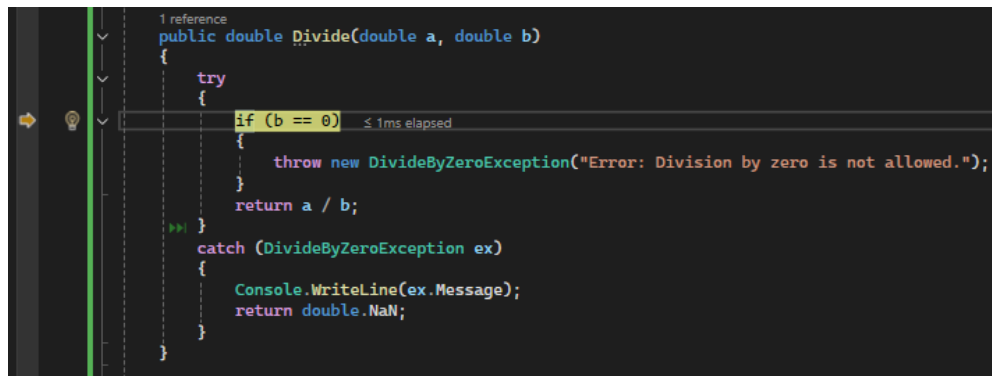 1 reference
public double Divide(double a, double b)
{
try
{
if (b == 0) ≤ 1ms elapsed
{
throw new DivideByZeroException("Error: Division by zero is not allowed.");
}
return a / b;
}
catch (DivideByZeroException ex)
{
Console.WriteLine(ex.Message);
return double.NaN;
}
}